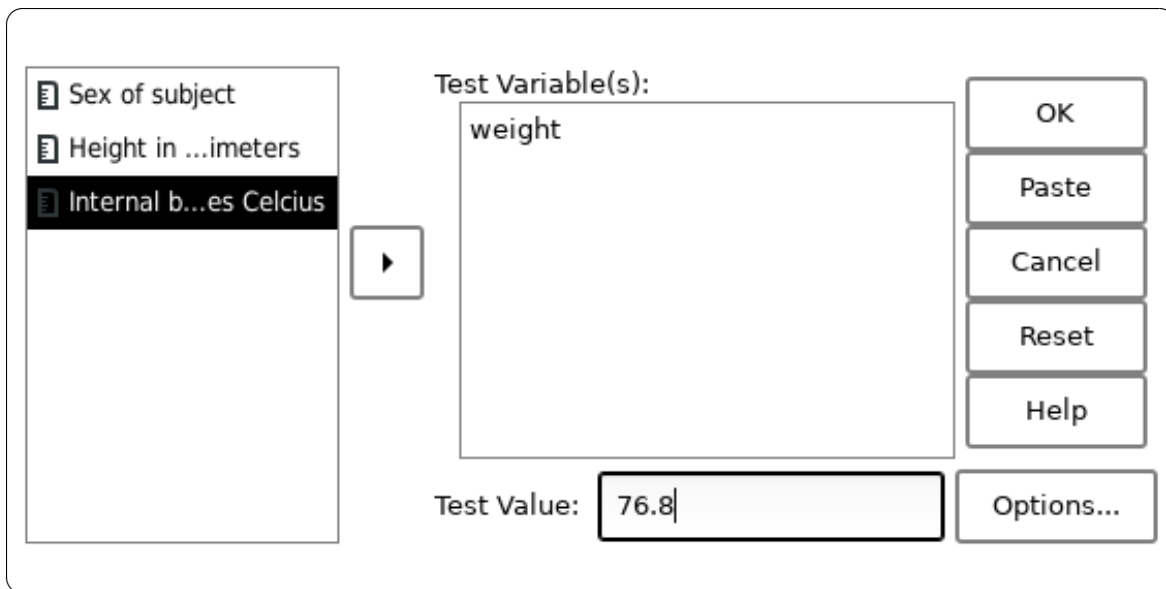 Sex of subject
Height in ...imeters
Internal b...es Celcius
Test Variable(s):
weight
OK
Paste
Cancel
Reset
Help
Test Value: 76.8
Options...